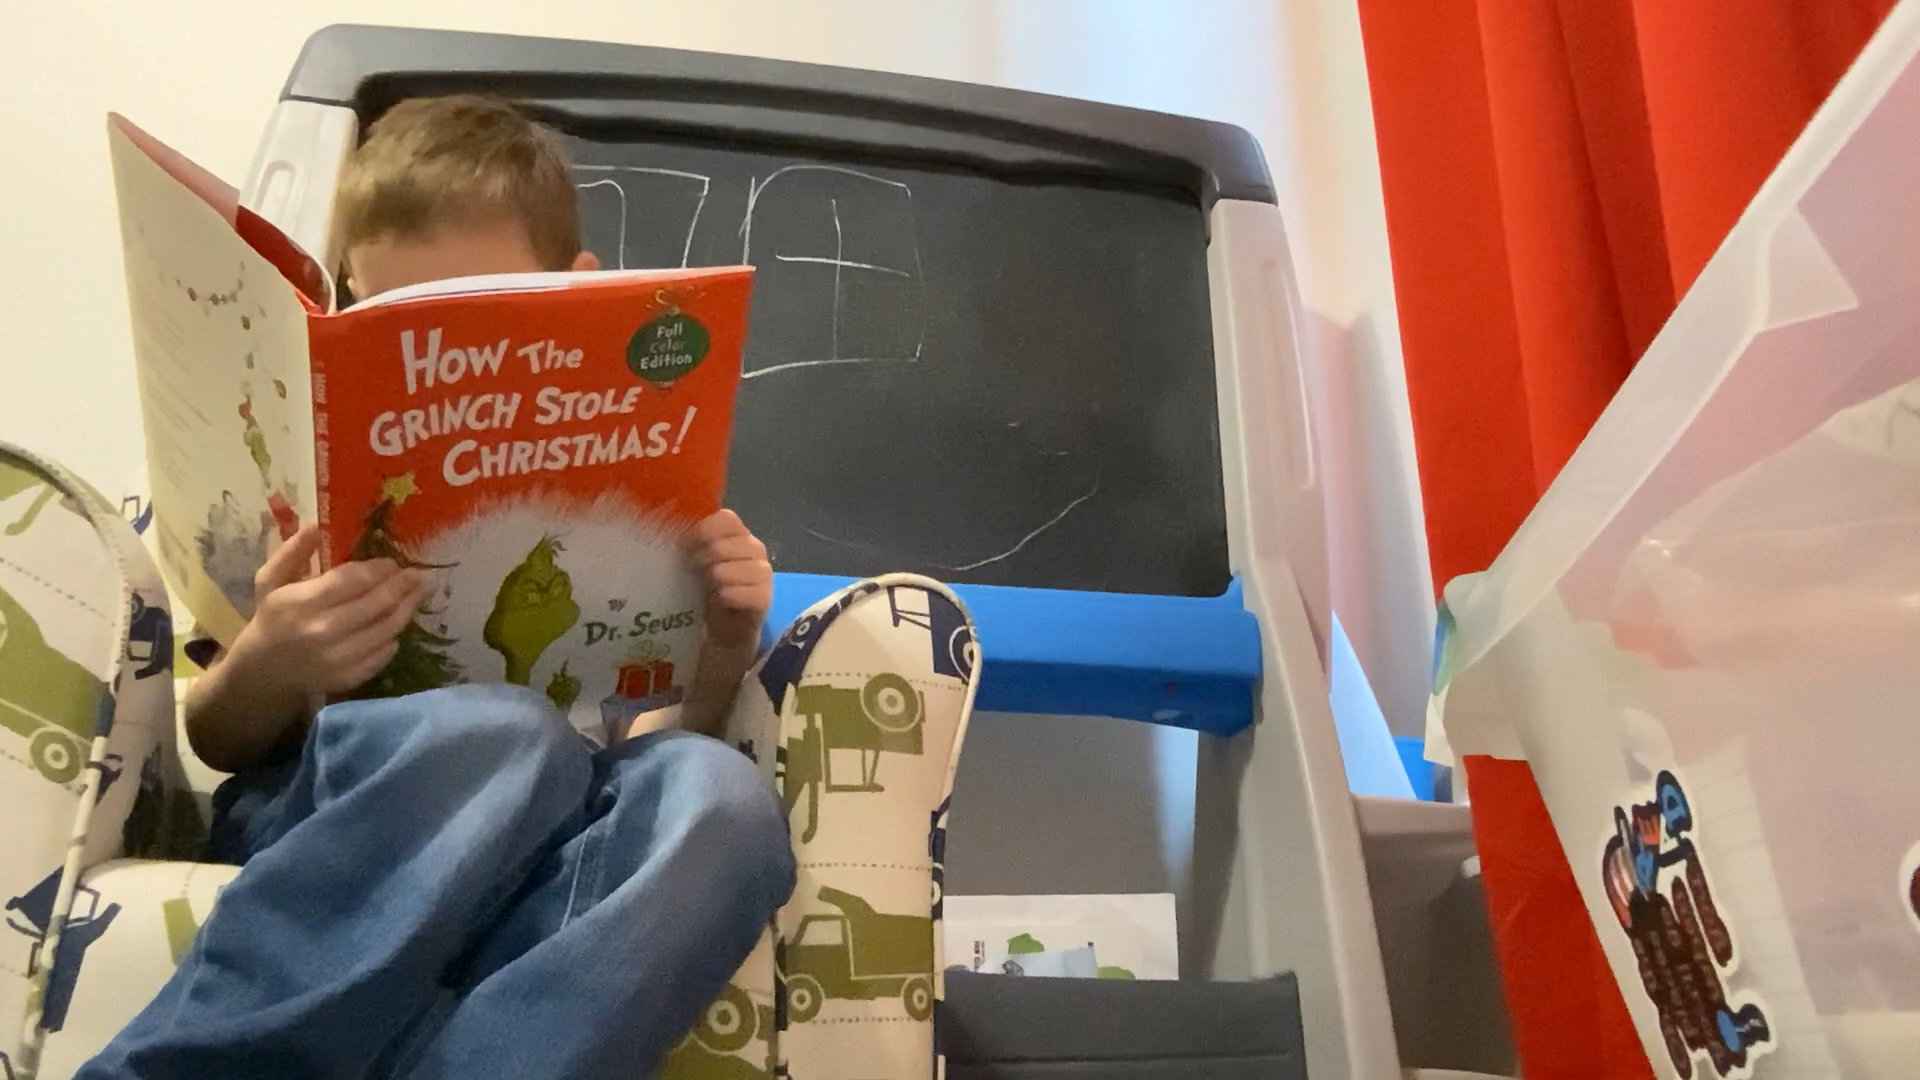 How The
Grinch Stole
Christmas!
Full
Color
Edition
By
Dr. Seuss